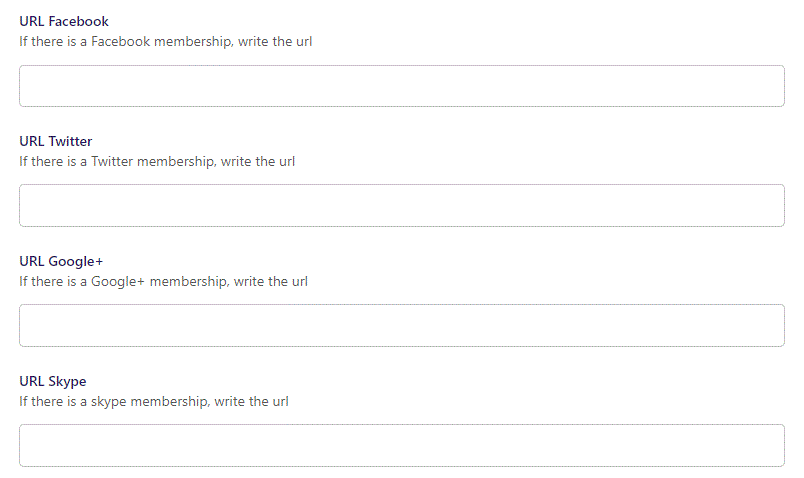 URL Facebook
If there is a Facebook membership, write the url
URL Twitter
If there is a Twitter membership, write the url
URL Google+
If there is a Google+ membership, write the url
URL Skype
If there is a skype membership, write the url